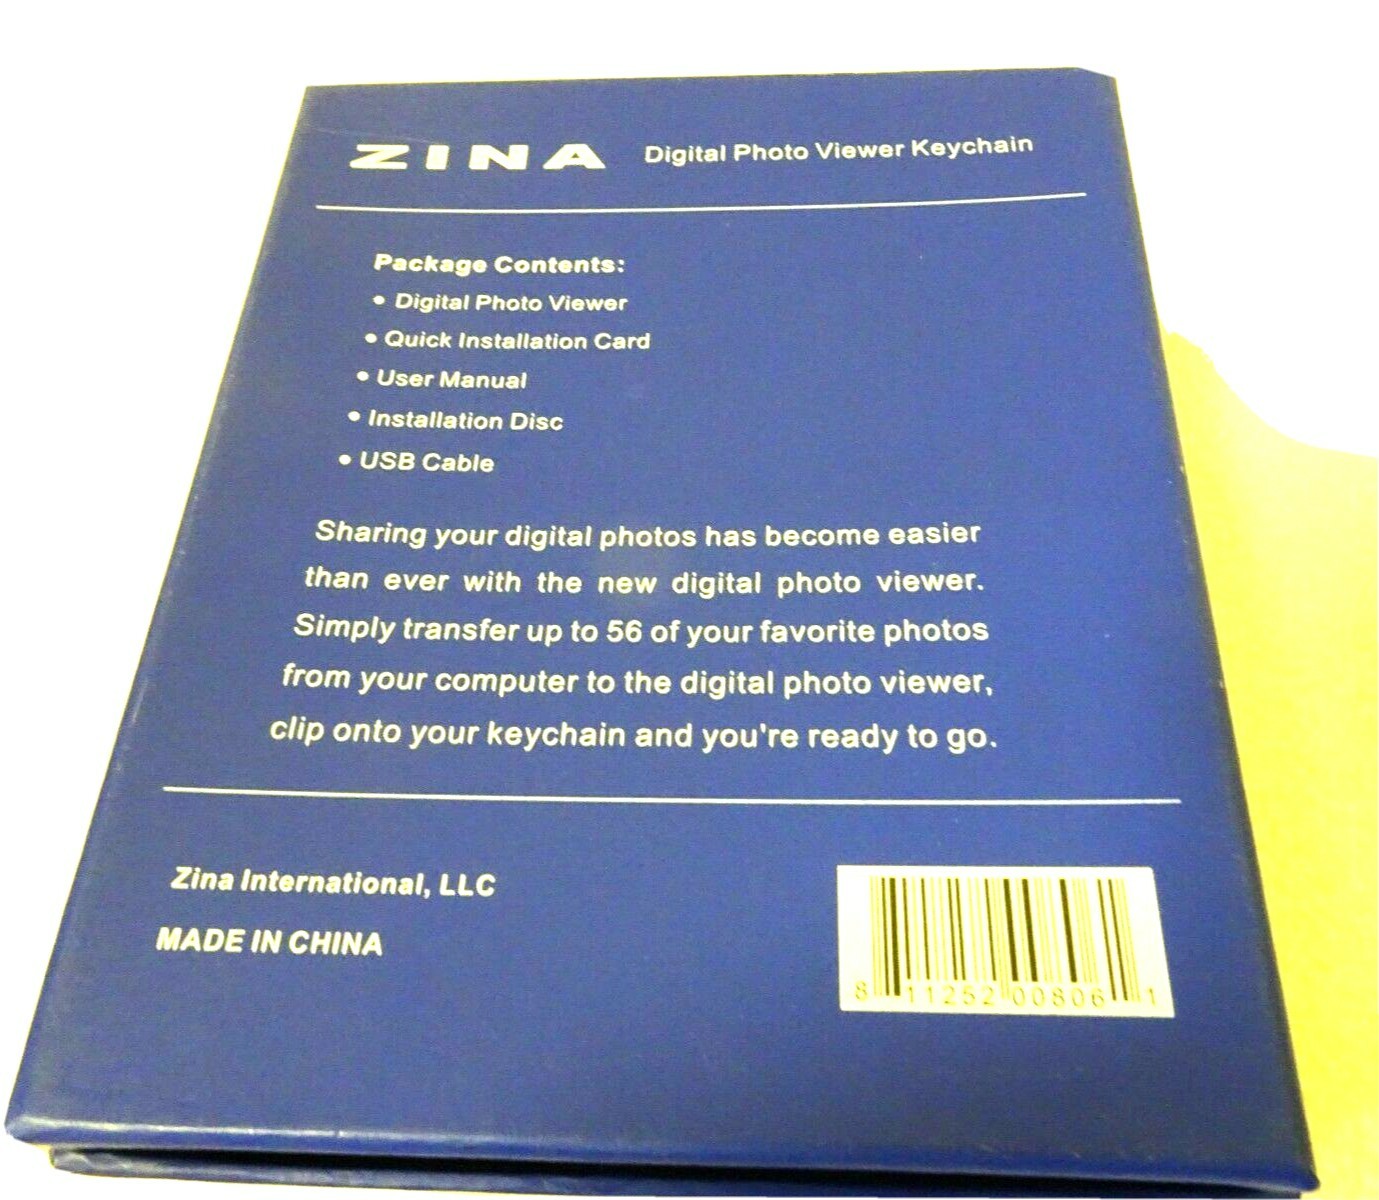 ZINA Digital Photo Viewer Keychain
Package Contents:
• Digital Photo Viewer
• Quick Installation Card
• User Manual
• Installation Disc
• USB Cable
Sharing your digital photos has become easier
than ever with the new digital photo viewer.
Simply transfer up to 56 of your favorite photos
from your computer to the digital photo viewer,
clip onto your keychain and you're ready to go.
Zina International, LLC
MADE IN CHINA
8 11252 00806 1